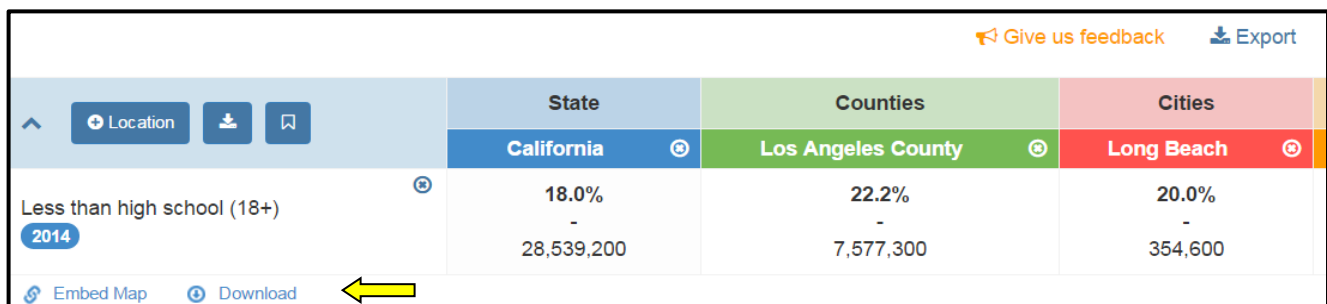 Give us feedback Export
Location State Counties Cities
California Los Angeles County Long Beach
Less than high school (18+) 18.0% 22.2% 20.0%
2014 - - -
28,539,200 7,577,300 354,600
Embed Map Download